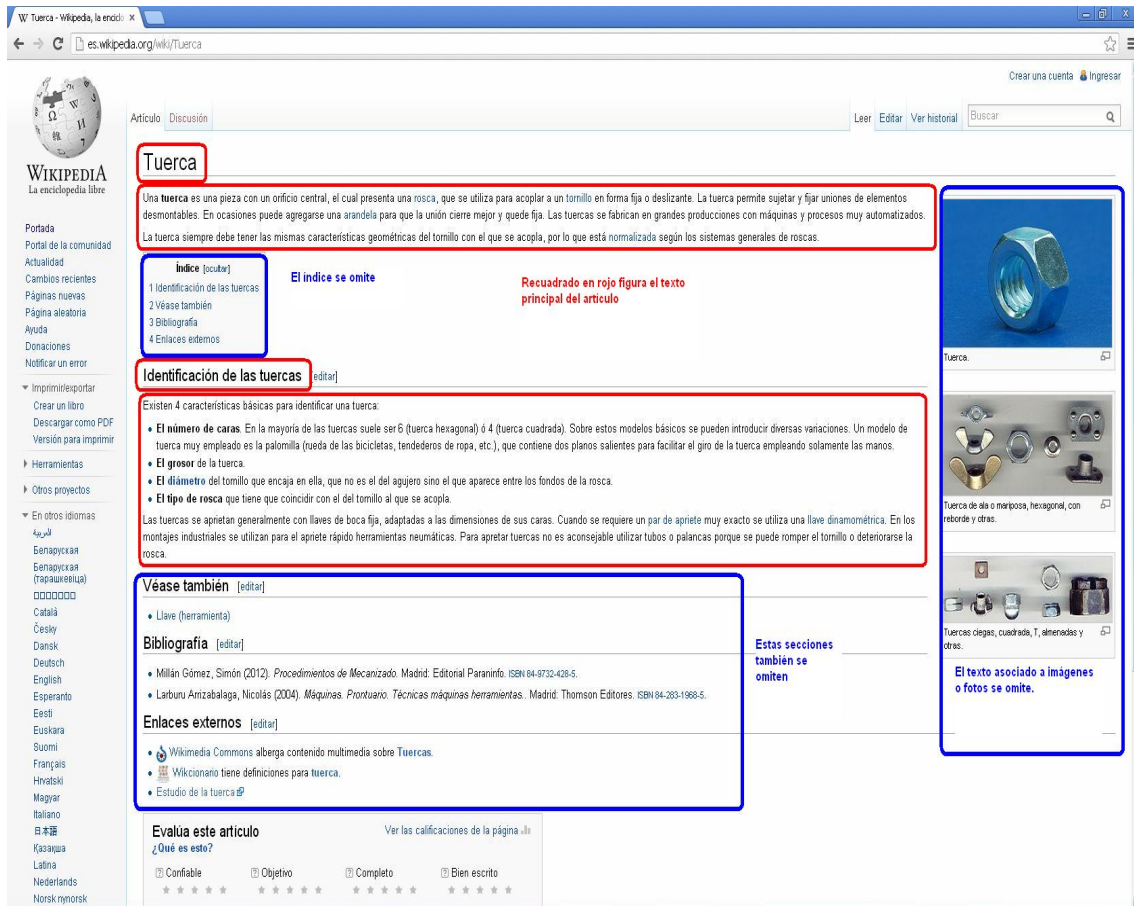 Tuerca - Wikipedia, la enciclo
es.wikipedia.org/wiki/Tuerca
Crear una cuenta Ingresar
Artículo Discusión Leer Editar Ver historial Buscar
WIKIPEDIA
La enciclopedia libre
Portada
Portal de la comunidad
Actualidad
Cambios recientes
Páginas nuevas
Página aleatoria
Ayuda
Donaciones
Notificar un error
Imprimir/exportar
Crear un libro
Descargar como PDF
Versión para imprimir
Herramientas
Otros proyectos
En otros idiomas
العربية
Беларуская
Беларуская
(тарашкевіца)
Català
Česky
Dansk
Deutsch
English
Esperanto
Eesti
Euskara
Suomi
Français
Hrvatski
Magyar
Italiano
日本語
Қазақша
Latina
Nederlands
Norsk nynorsk
Tuerca
Una tuerca es una pieza con un orificio central, el cual presenta una rosca, que se utiliza para acoplar a un tornillo en forma fija o deslizante. La tuerca permite sujetar y fijar uniones de elementos
desmontables. En ocasiones puede agregarse una arandela para que la unión cierre mejor y quede fija. Las tuercas se fabrican en grandes producciones con máquinas y procesos muy automatizados.
La tuerca siempre debe tener las mismas características geométricas del tornillo con el que se acopla, por lo que está normalizada según los sistemas generales de roscas.
Índice [ocultar]
1 Identificación de las tuercas
2 Véase también
3 Bibliografía
4 Enlaces externos
El índice se omite
Recuadrado en rojo figura el texto
principal del artículo
Identificación de las tuercas editar]
Existen 4 características básicas para identificar una tuerca:
• El número de caras. En la mayoría de las tuercas suele ser 6 (tuerca hexagonal) ó 4 (tuerca cuadrada). Sobre estos modelos básicos se pueden introducir diversas variaciones. Un modelo de
tuerca muy empleado es la palomilla (rueda de las bicicletas, tendederos de ropa, etc.), que contiene dos planos salientes para facilitar el giro de la tuerca empleando solamente las manos.
• El grosor de la tuerca.
• El diámetro del tornillo que encaja en ella, que no es el del agujero sino el que aparece entre los fondos de la rosca.
• El tipo de rosca que tiene que coincidir con el del tornillo al que se acopla.
Las tuercas se aprietan generalmente con llaves de boca fija, adaptadas a las dimensiones de sus caras. Cuando se requiere un par de apriete muy exacto se utiliza una llave dinamométrica. En los
montajes industriales se utilizan para el apriete rápido herramientas neumáticas. Para apretar tuercas no es aconsejable utilizar tubos o palancas porque se puede romper el tornillo o deteriorarse la
rosca.
Véase también [editar]
• Llave (herramienta)
Bibliografía [editar]
• Millán Gómez, Simón (2012). Procedimientos de Mecanizado. Madrid: Editorial Paraninfo. ISBN 84-9732-428-5.
• Larburu Arrizabalaga, Nicolás (2004). Máquinas. Prontuario. Técnicas máquinas herramientas.. Madrid: Thomson Editores. ISBN 84-283-1968-5.
Enlaces externos [editar]
• Wikimedia Commons alberga contenido multimedia sobre Tuercas.
• Wikcionario tiene definiciones para tuerca.
• Estudio de la tuerca
Estas secciones
también se
omiten
Tuerca.
Tuerca de ala o mariposa, hexagonal, con
reborde y otras.
Tuercas ciegas, cuadrada, T, almenadas y
otras.
El texto asociado a imágenes
o fotos se omite.
Evalúa este artículo Ver las calificaciones de la página
¿Qué es esto?
Confiable Objetivo Completo Bien escrito